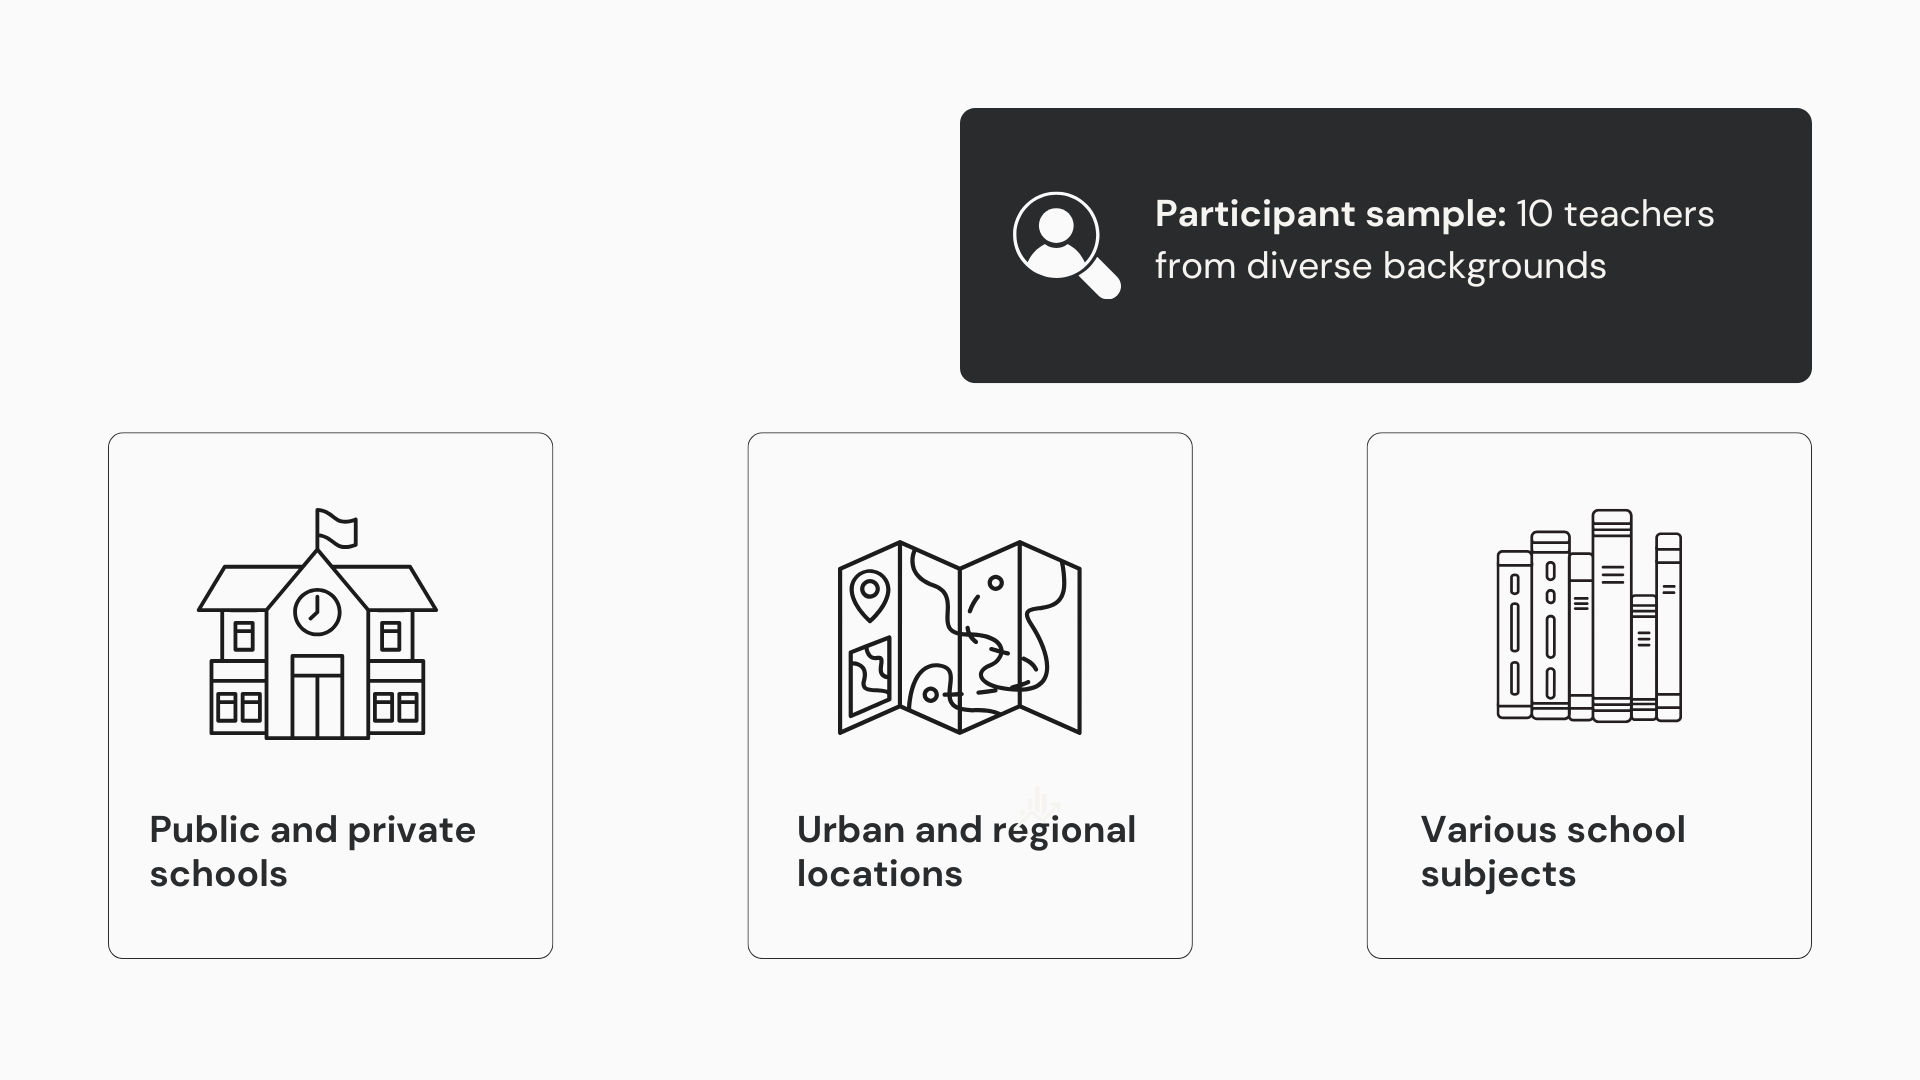 Participant sample: 10 teachers
from diverse backgrounds
Public and private
schools
Urban and regional
locations
Various school
subjects